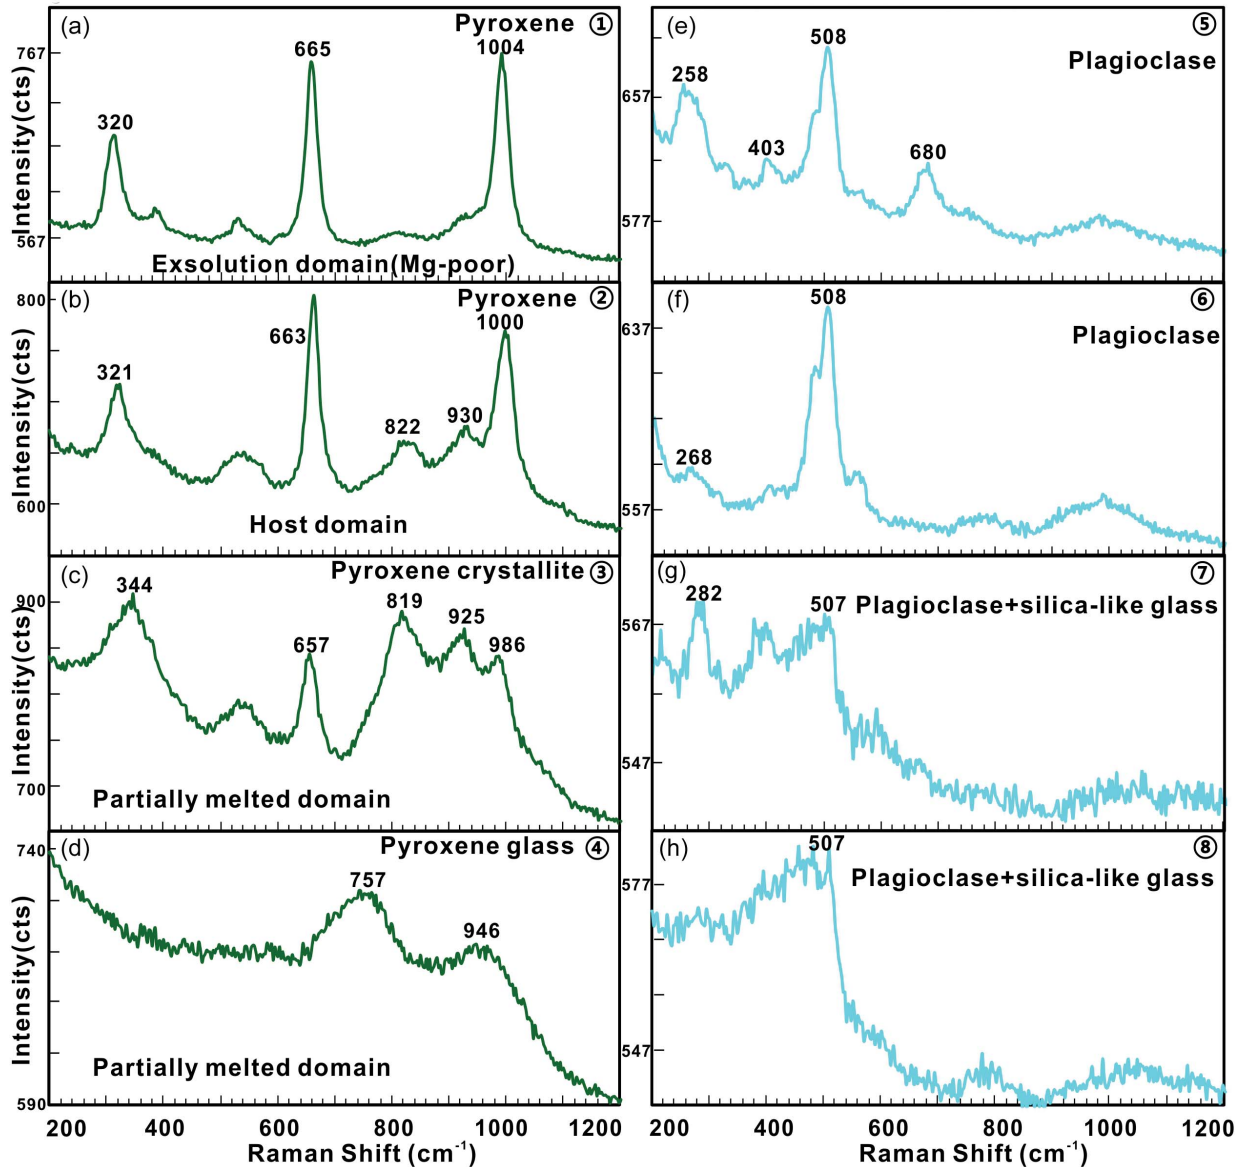 (a)
Pyroxene ①
767
665
1004
320
567
Intensity(cts)
Exsolution domain(Mg-poor)
(b)
Pyroxene ②
800
663
1000
321
822
930
600
Intensity(cts)
Host domain
(c)
Pyroxene crystallite ③
900
344
819
925
657
986
700
Intensity(cts)
Partially melted domain
(d)
Pyroxene glass ④
740
757
946
590
Intensity(cts)
Partially melted domain
200 400 600 800 1000 1200
Raman Shift (cm⁻¹)
(e)
⑤
Plagioclase
508
258
657
403
680
577
(f)
⑥
Plagioclase
508
637
268
557
(g)
⑦
Plagioclase+silica-like glass
282
507
567
547
(h)
⑧
Plagioclase+silica-like glass
507
577
547
200 400 600 800 1000 1200
Raman Shift (cm⁻¹)